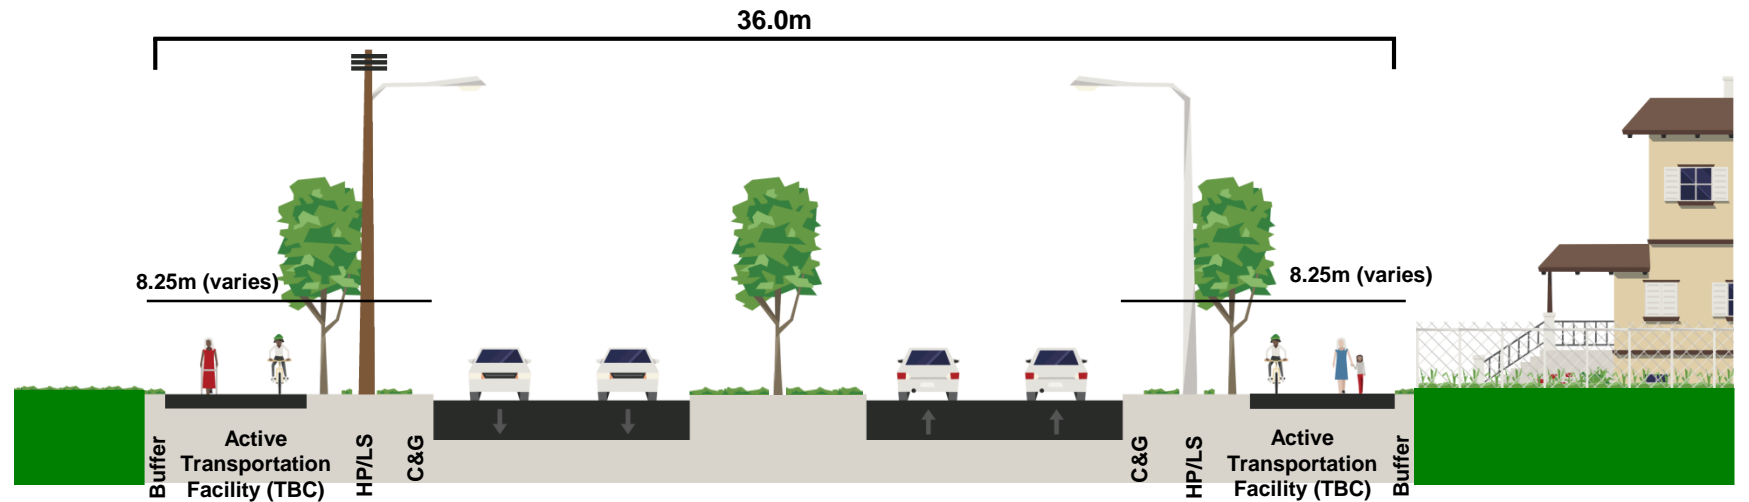 36.0m
8.25m (varies)
8.25m (varies)
Buffer
Active
Transportation
Facility (TBC)
HP/LS
C&G
C&G
HP/LS
Active
Transportation
Facility (TBC)
Buffer